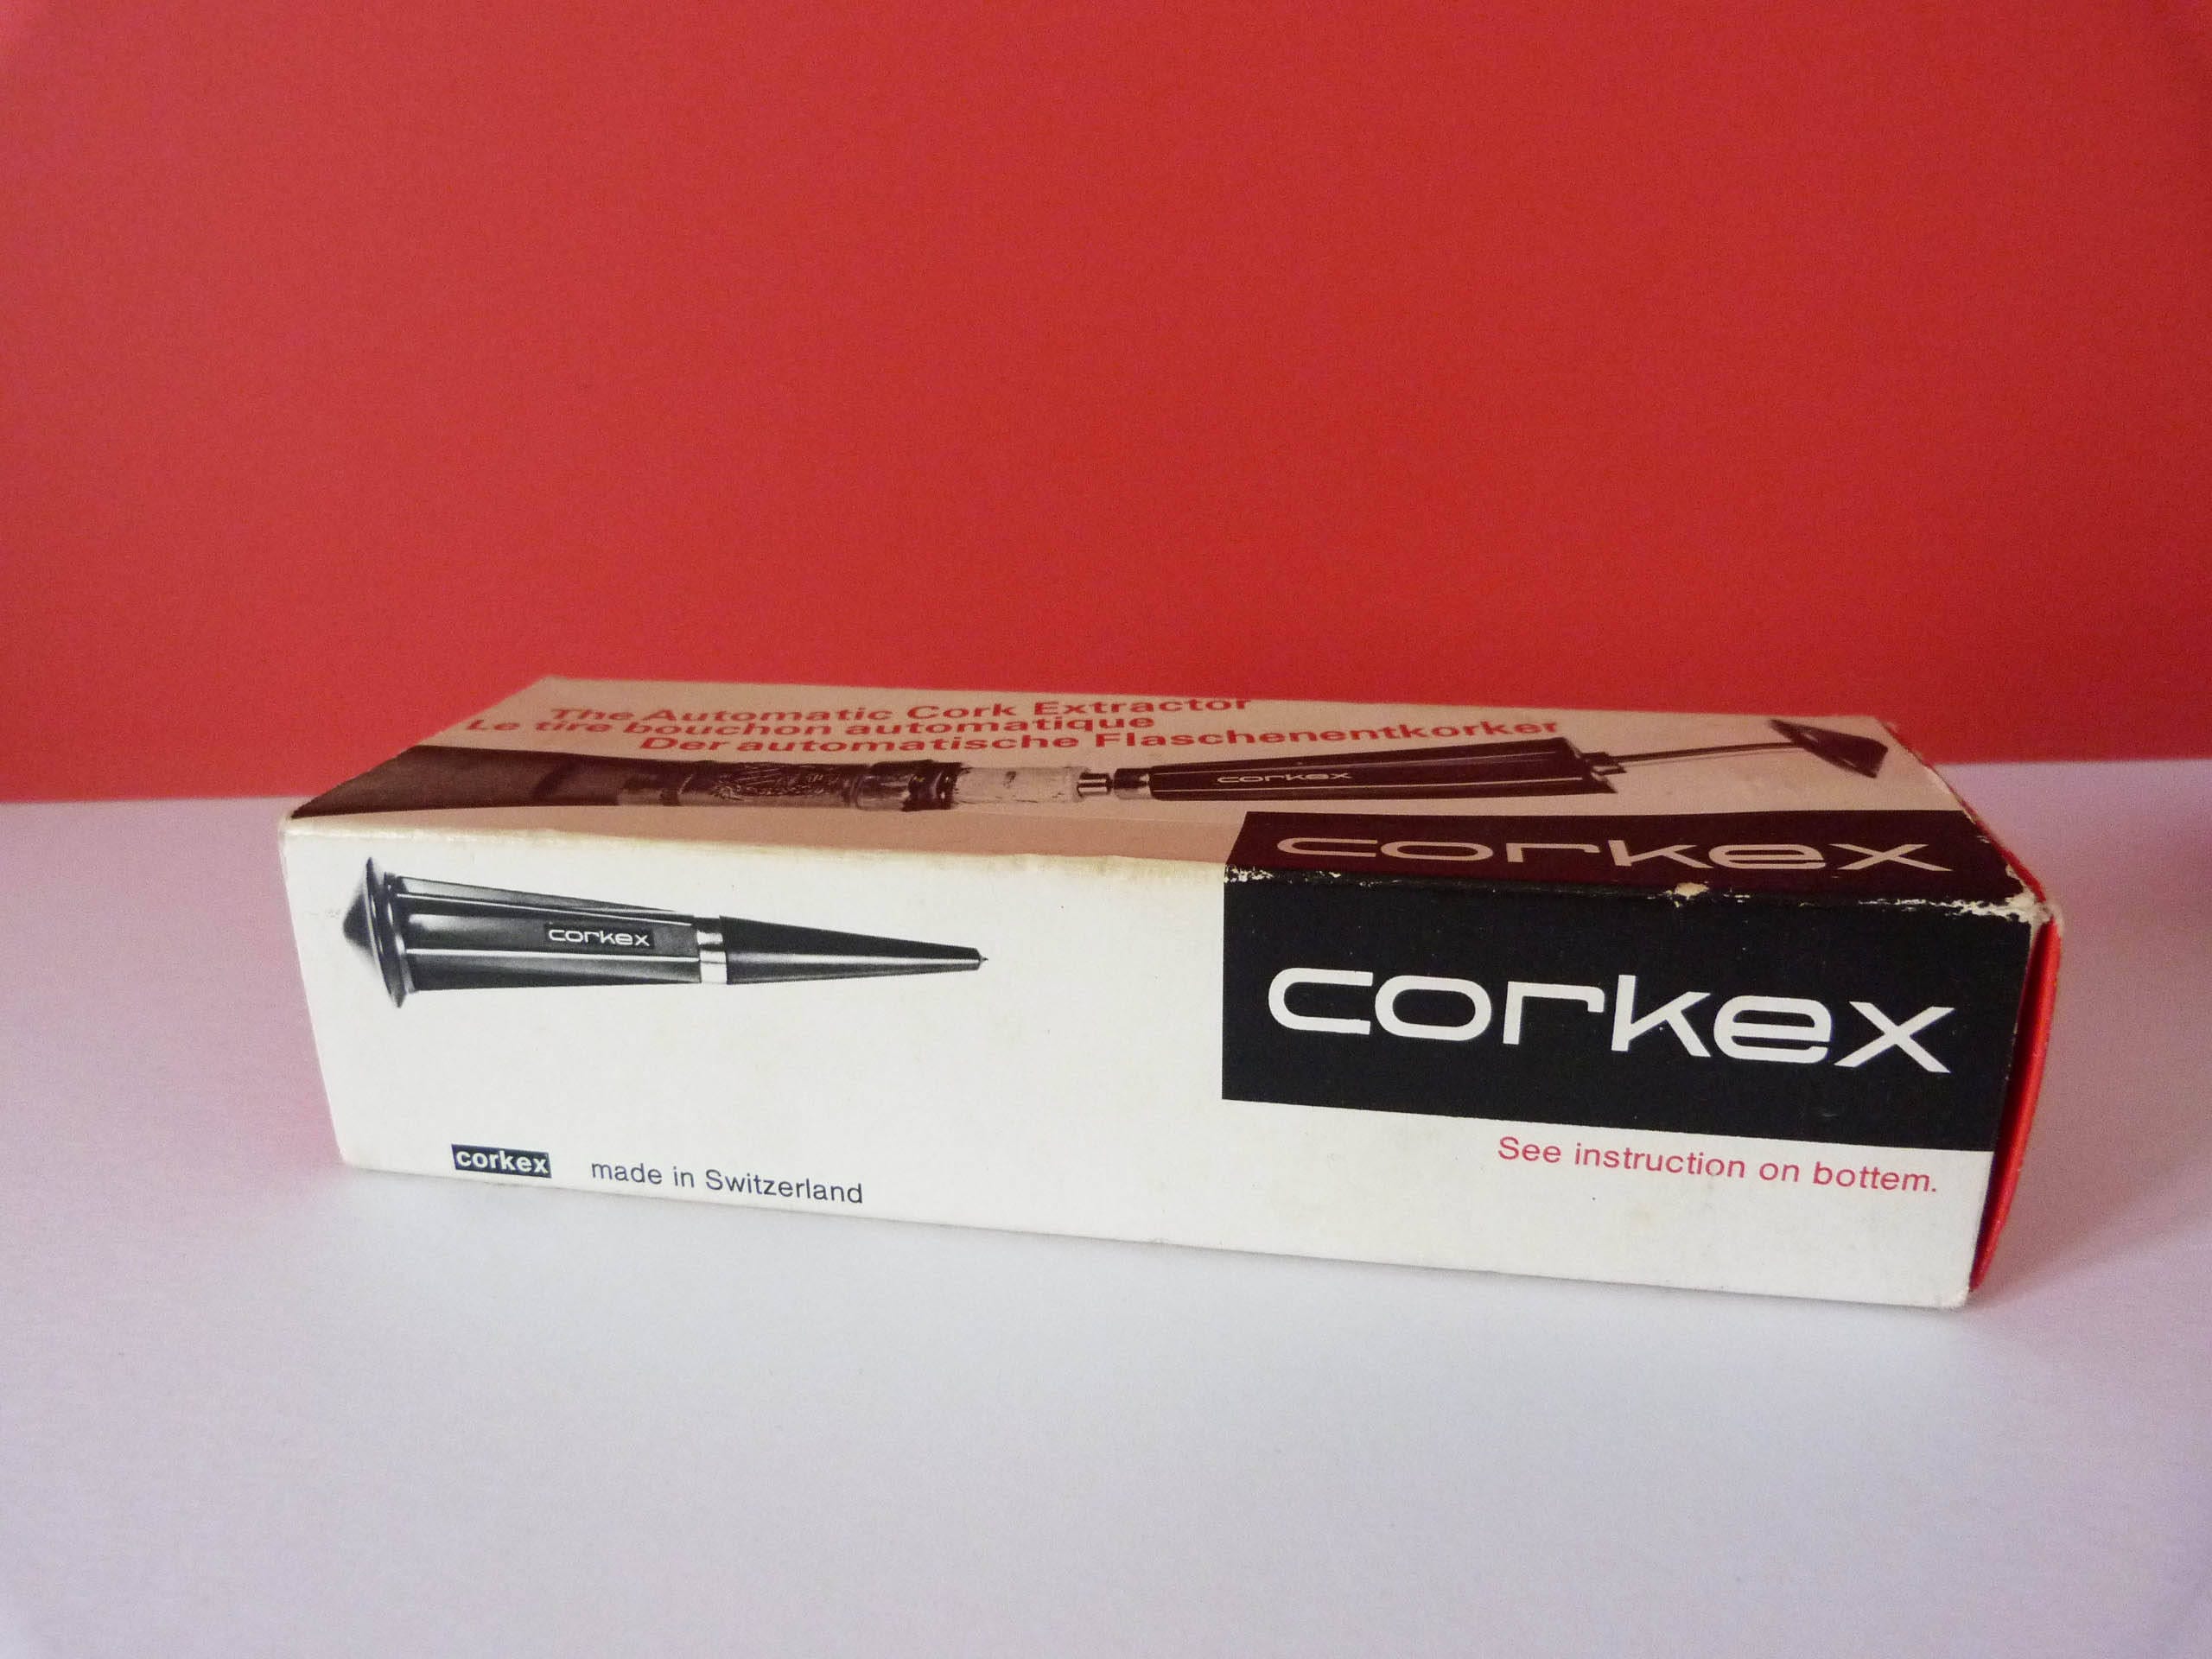 The Automatic Cork Extractor
Le tire bouchon automatique
Der automatische Flaschenentkorker
corkex
corkex
corkex
corkex
See instruction on bottem.
corkex made in Switzerland